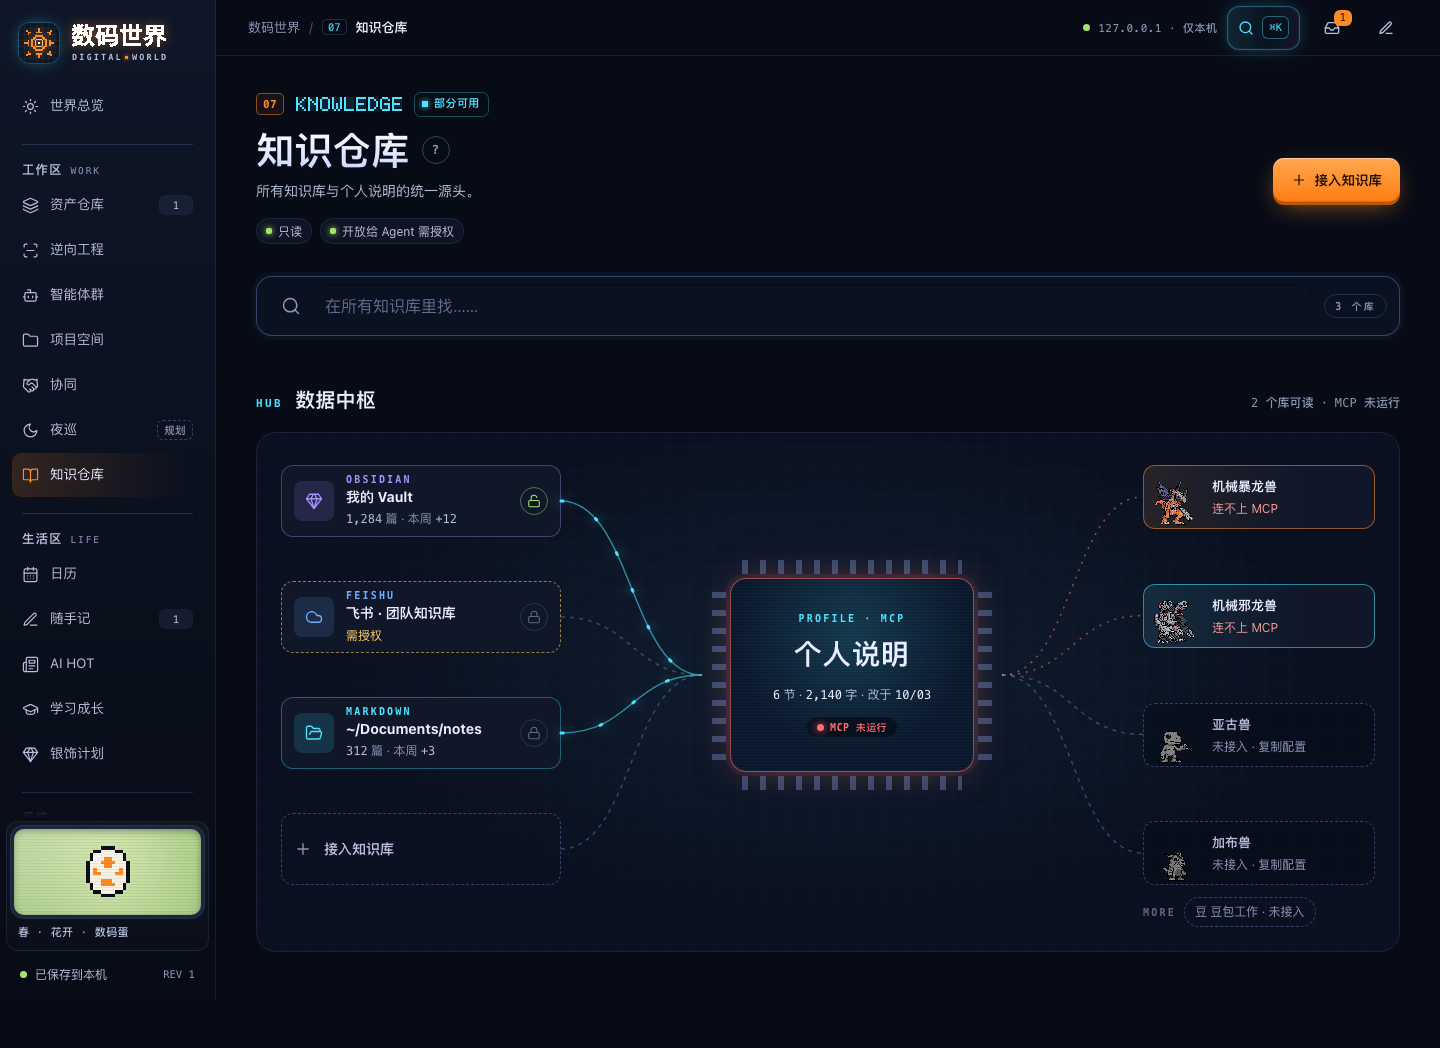 数码世界
DIGITAL WORLD
世界总览
工作区 WORK
资产仓库 1
逆向工程
智能体群
项目空间
协同
夜巡 规划
知识仓库
生活区 LIFE
日历
随手记 1
AI HOT
学习成长
银饰计划
春 · 花开 · 数码蛋
已保存到本机 REV 1
数码世界 / 07 知识仓库
127.0.0.1 · 仅本机
⌘K
1
07 KNOWLEDGE 部分可用
知识仓库 ?
所有知识库与个人说明的统一源头。
只读
开放给 Agent 需授权
+ 接入知识库
在所有知识库里找……
3 个库
HUB 数据中枢
2 个库可读 · MCP 未运行
OBSIDIAN
我的 Vault
1,284 篇 · 本周 +12
FEISHU
飞书 · 团队知识库
需授权
MARKDOWN
~/Documents/notes
312 篇 · 本周 +3
+ 接入知识库
PROFILE · MCP
个人说明
6 节 · 2,140 字 · 改于 10/03
MCP 未运行
机械暴龙兽
连不上 MCP
机械邪龙兽
连不上 MCP
亚古兽
未接入 · 复制配置
加布兽
未接入 · 复制配置
MORE 豆 豆包工作 · 未接入